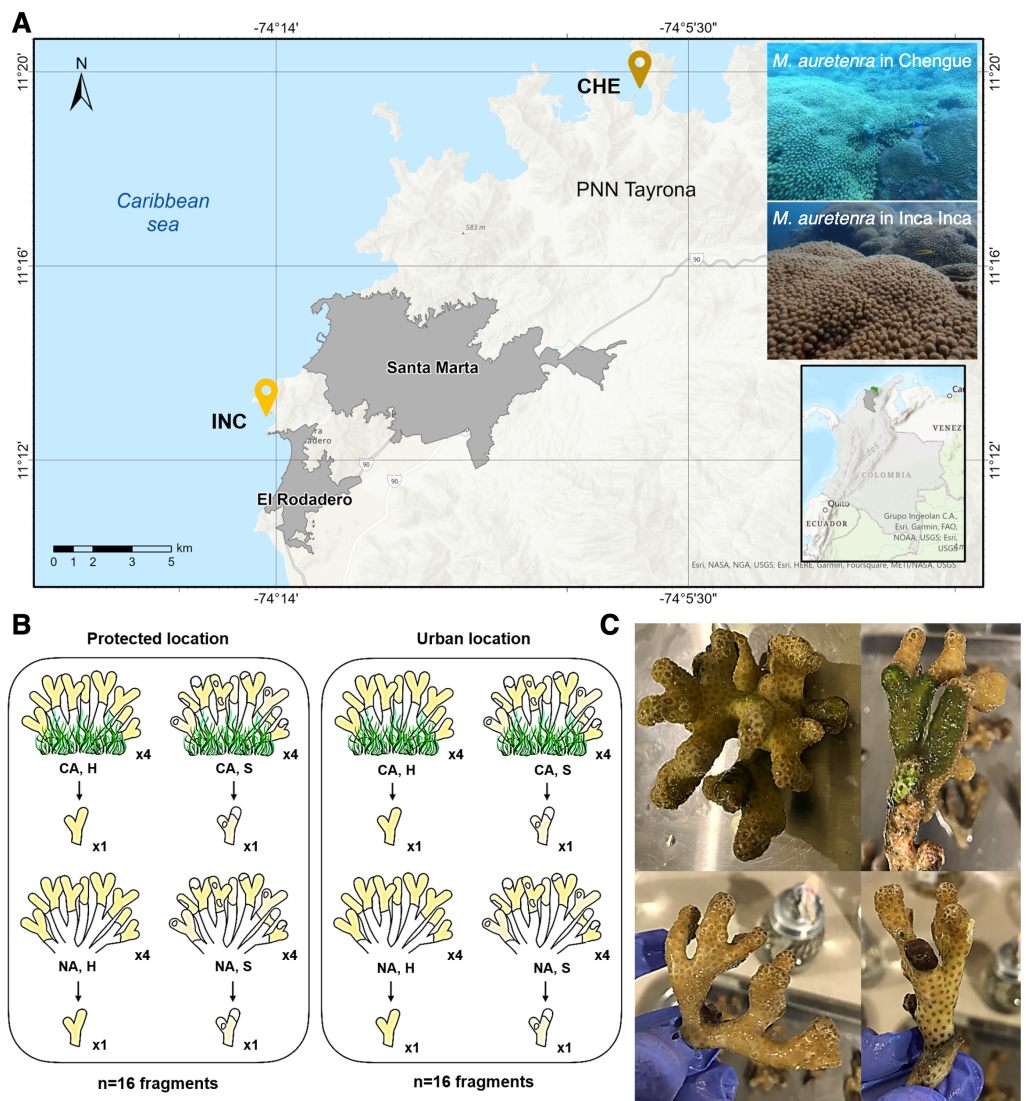 A
-74°14'
-74°5'30"
11°20'
11°20'
N
CHE
M. auretenra in Chengue
Caribbean
sea
PNN Tayrona
M. auretenra in Inca Inca
583 m
90
11°16'
11°16'
Santa Marta
INC
11°12'
11°12'
90
90
El Rodadero
km
0 1 2 3 5
Andes
VENEZU
COLOMBIA
Quito
ECUADOR
Grupo Ingeolan C.A.,
Esri, Garmin, FAO,
NOAA, USGS; Esri,
USGS
Esri, NASA, NGA, USGS; Esri, HERE, Garmin, Foursquare, METI/NASA, USGS
-74°14'
-74°5'30"
B
Protected location
Urban location
C
x4
x4
x4
x4
CA, H
CA, S
CA, H
CA, S
x1
x1
x1
x1
x4
x4
x4
x4
NA, H
NA, S
NA, H
NA, S
x1
x1
x1
x1
n=16 fragments
n=16 fragments